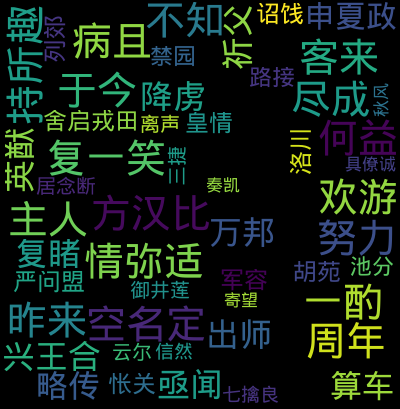 不知
诏饯
申夏政
持所趣
列郊
病且
禁园
祈父
客来
路接
于今
降虏
尽成
秋风
舍启戎田
离声
皇情
何益
英猷
复一笑
三捷
洛川
具僚诚
居念断
奏凯
欢游
主人
方汉比
万邦
努力
复睹
情弥适
胡苑
池分
严问盟
御井莲
军容
寄望
一酌
昨来
空名定
出师
周年
兴王合
云尔
信然
略传
怅关
亟闻
七擒良
算车